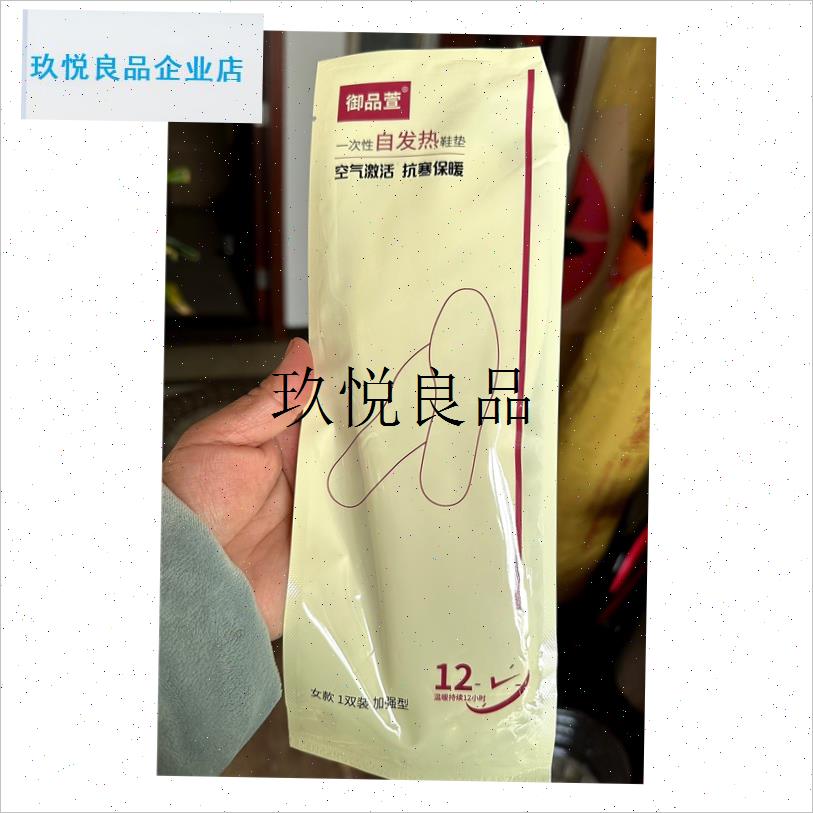 玖悦良品企业店
御品萱®
一次性自发热鞋垫
空气激活 抗寒保暖
玖悦良品
12
温暖持续12小时
女款 1双装 加强型